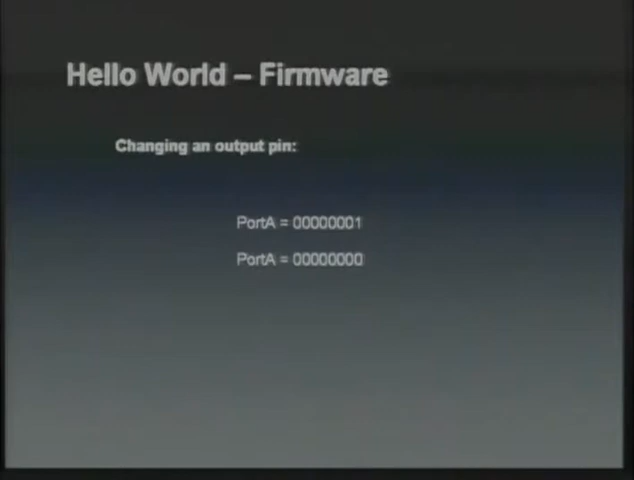 Hello World – Firmware
Changing an output pin:
PortA = 00000001
PortA = 00000000